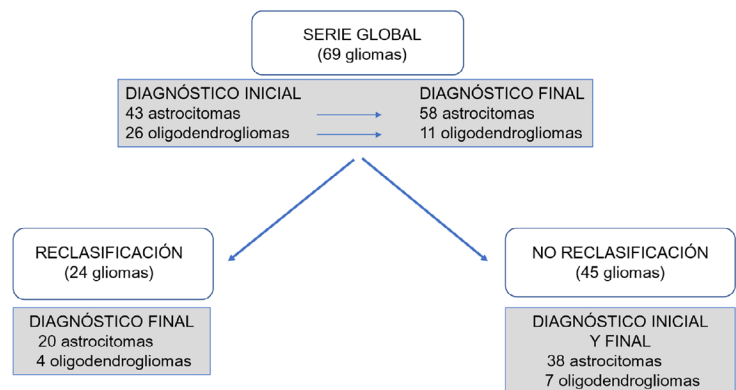 SERIE GLOBAL
(69 gliomas)
DIAGNÓSTICO INICIAL
43 astrocitomas
26 oligodendrogliomas
DIAGNÓSTICO FINAL
58 astrocitomas
11 oligodendrogliomas
RECLASIFICACIÓN
(24 gliomas)
DIAGNÓSTICO FINAL
20 astrocitomas
4 oligodendrogliomas
NO RECLASIFICACIÓN
(45 gliomas)
DIAGNÓSTICO INICIAL
Y FINAL
38 astrocitomas
7 oligodendrogliomas